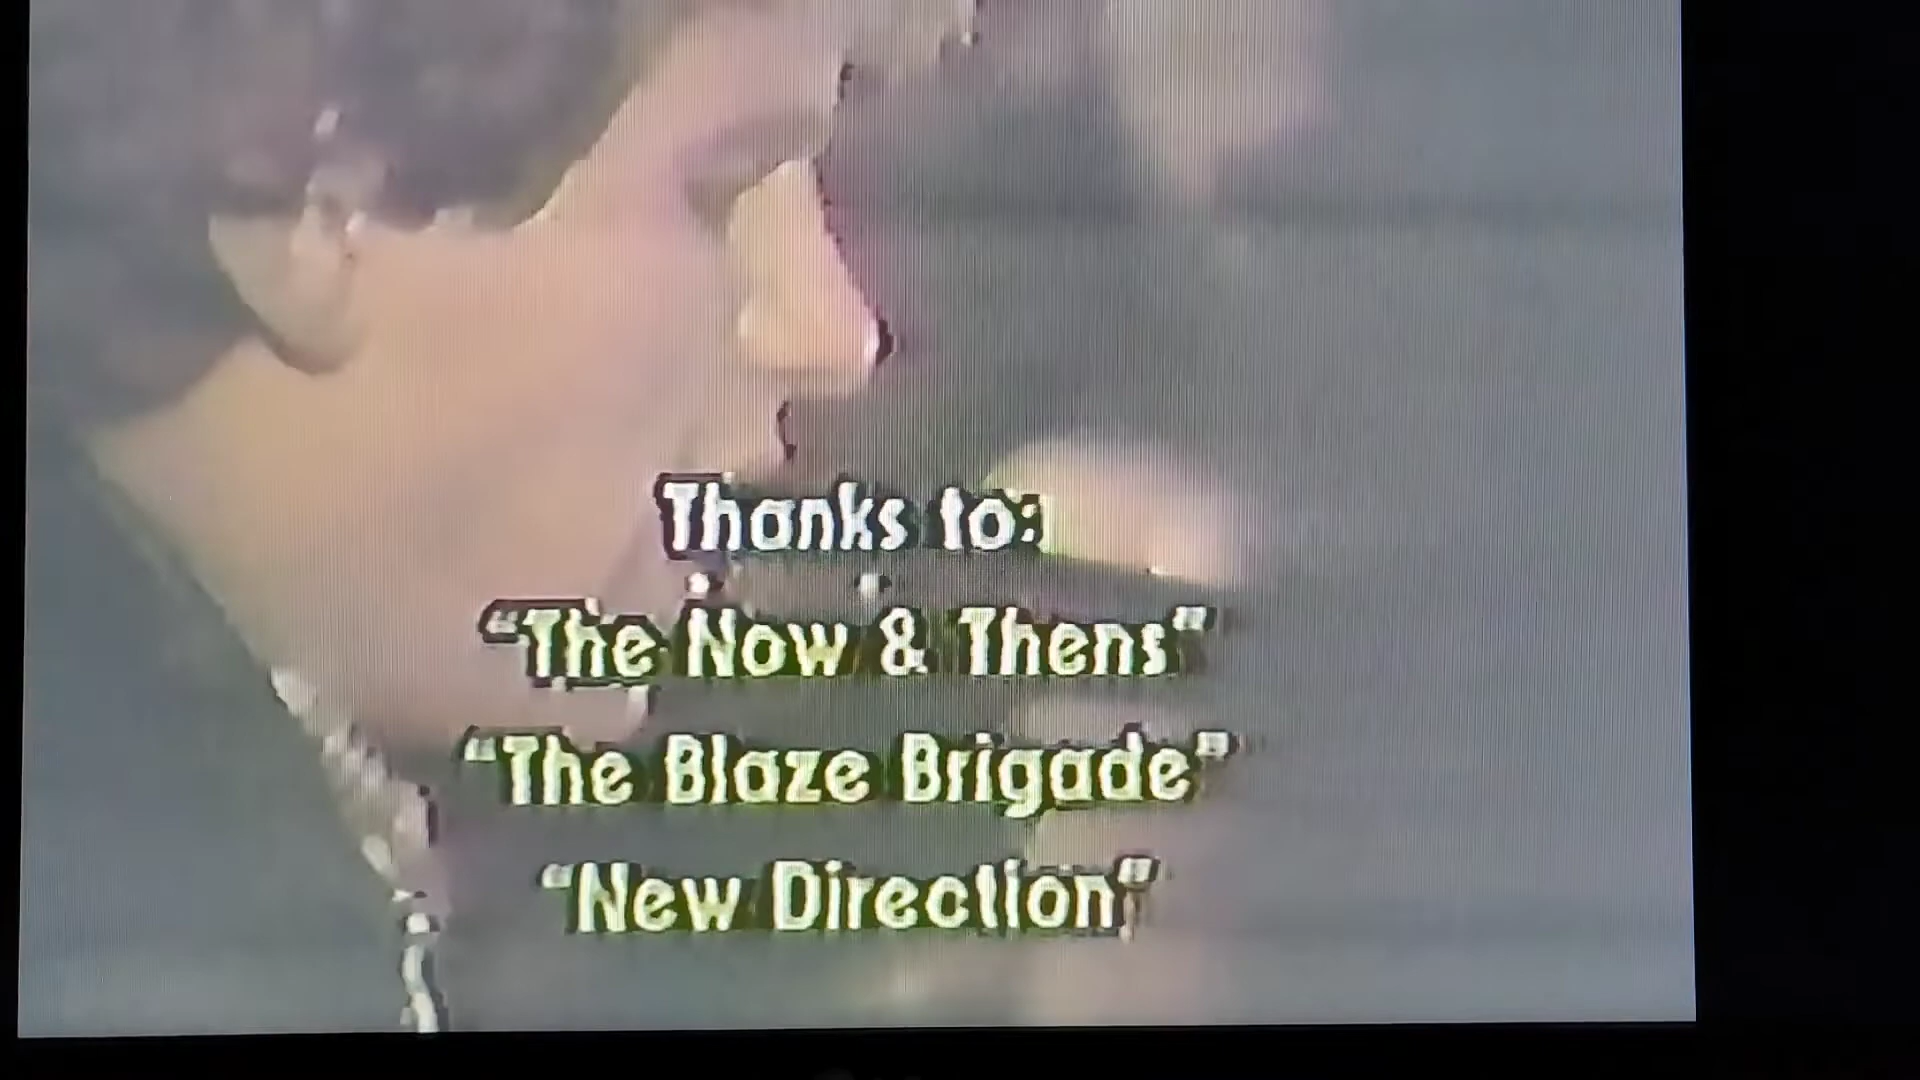 Thanks to:
"The Now & Thens"
"The Blaze Brigade"
"New Direction"